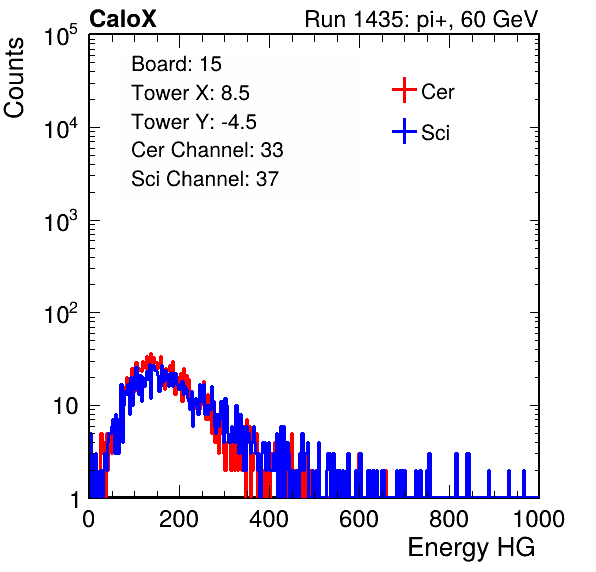 CaloX Run 1435: pi+, 60 GeV
Counts
Board: 15
Tower X: 8.5
Tower Y: -4.5
Cer Channel: 33
Sci Channel: 37
Cer
Sci
10^5
10^4
10^3
10^2
10
1
0 200 400 600 800 1000
Energy HG